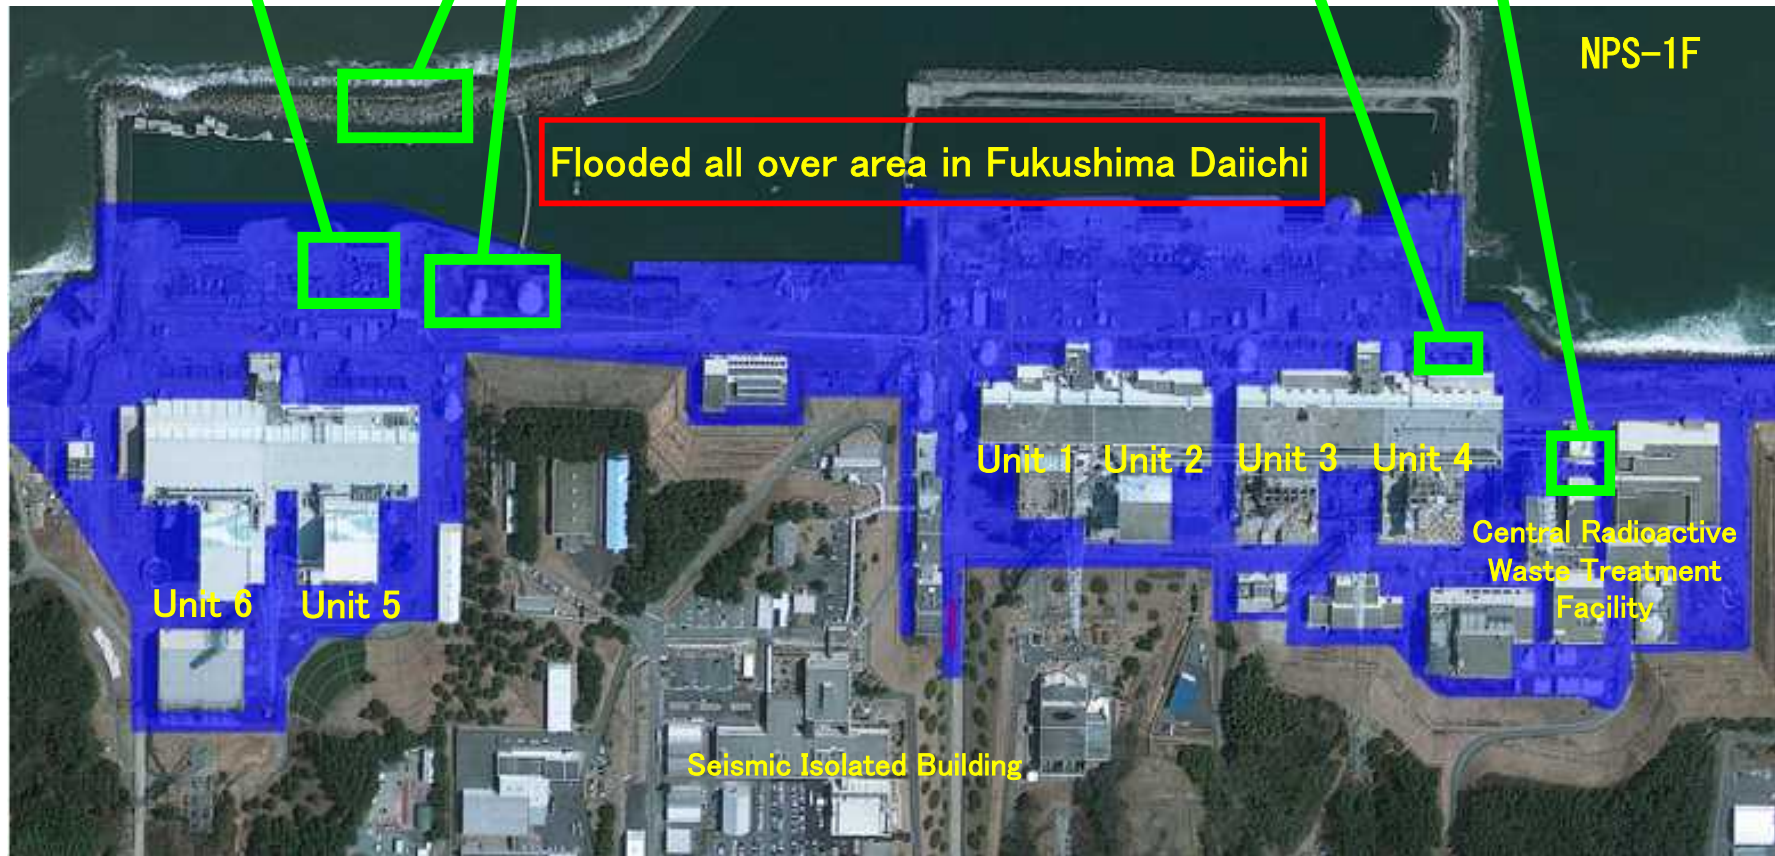 NPS-1F
Flooded all over area in Fukushima Daiichi
Unit 1
Unit 2
Unit 3
Unit 4
Central Radioactive
Waste Treatment
Facility
Unit 6
Unit 5
Seismic Isolated Building